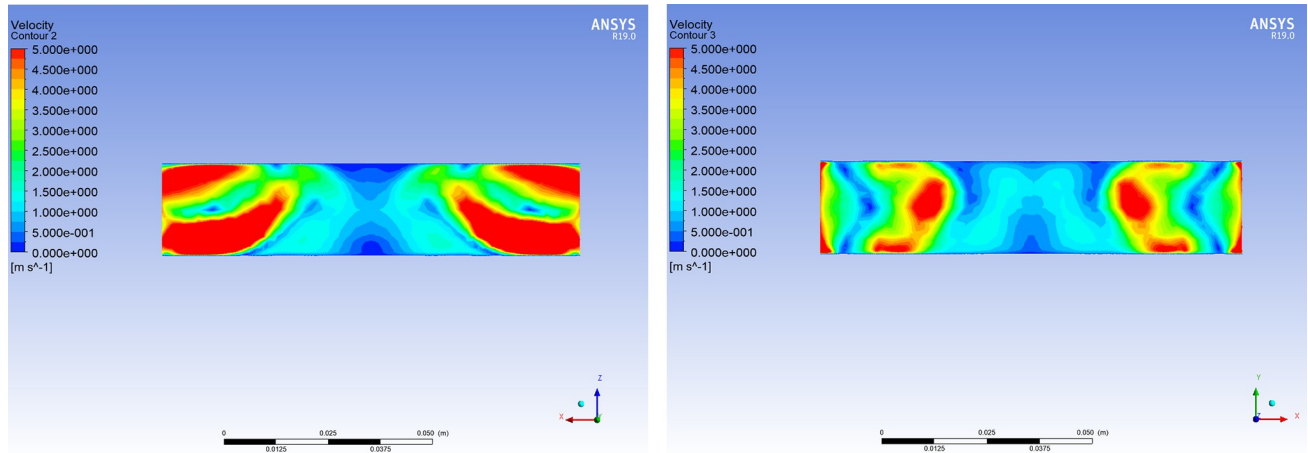 Velocity
Contour 2
5.000e+000
4.500e+000
4.000e+000
3.500e+000
3.000e+000
2.500e+000
2.000e+000
1.500e+000
1.000e+000
5.000e-001
0.000e+000
[m s^-1]
ANSYS
R19.0
Z
X
Y
0 0.025 0.050 (m)
0.0125 0.0375
Velocity
Contour 3
5.000e+000
4.500e+000
4.000e+000
3.500e+000
3.000e+000
2.500e+000
2.000e+000
1.500e+000
1.000e+000
5.000e-001
0.000e+000
[m s^-1]
ANSYS
R19.0
Y
Z
X
0 0.025 0.050 (m)
0.0125 0.0375